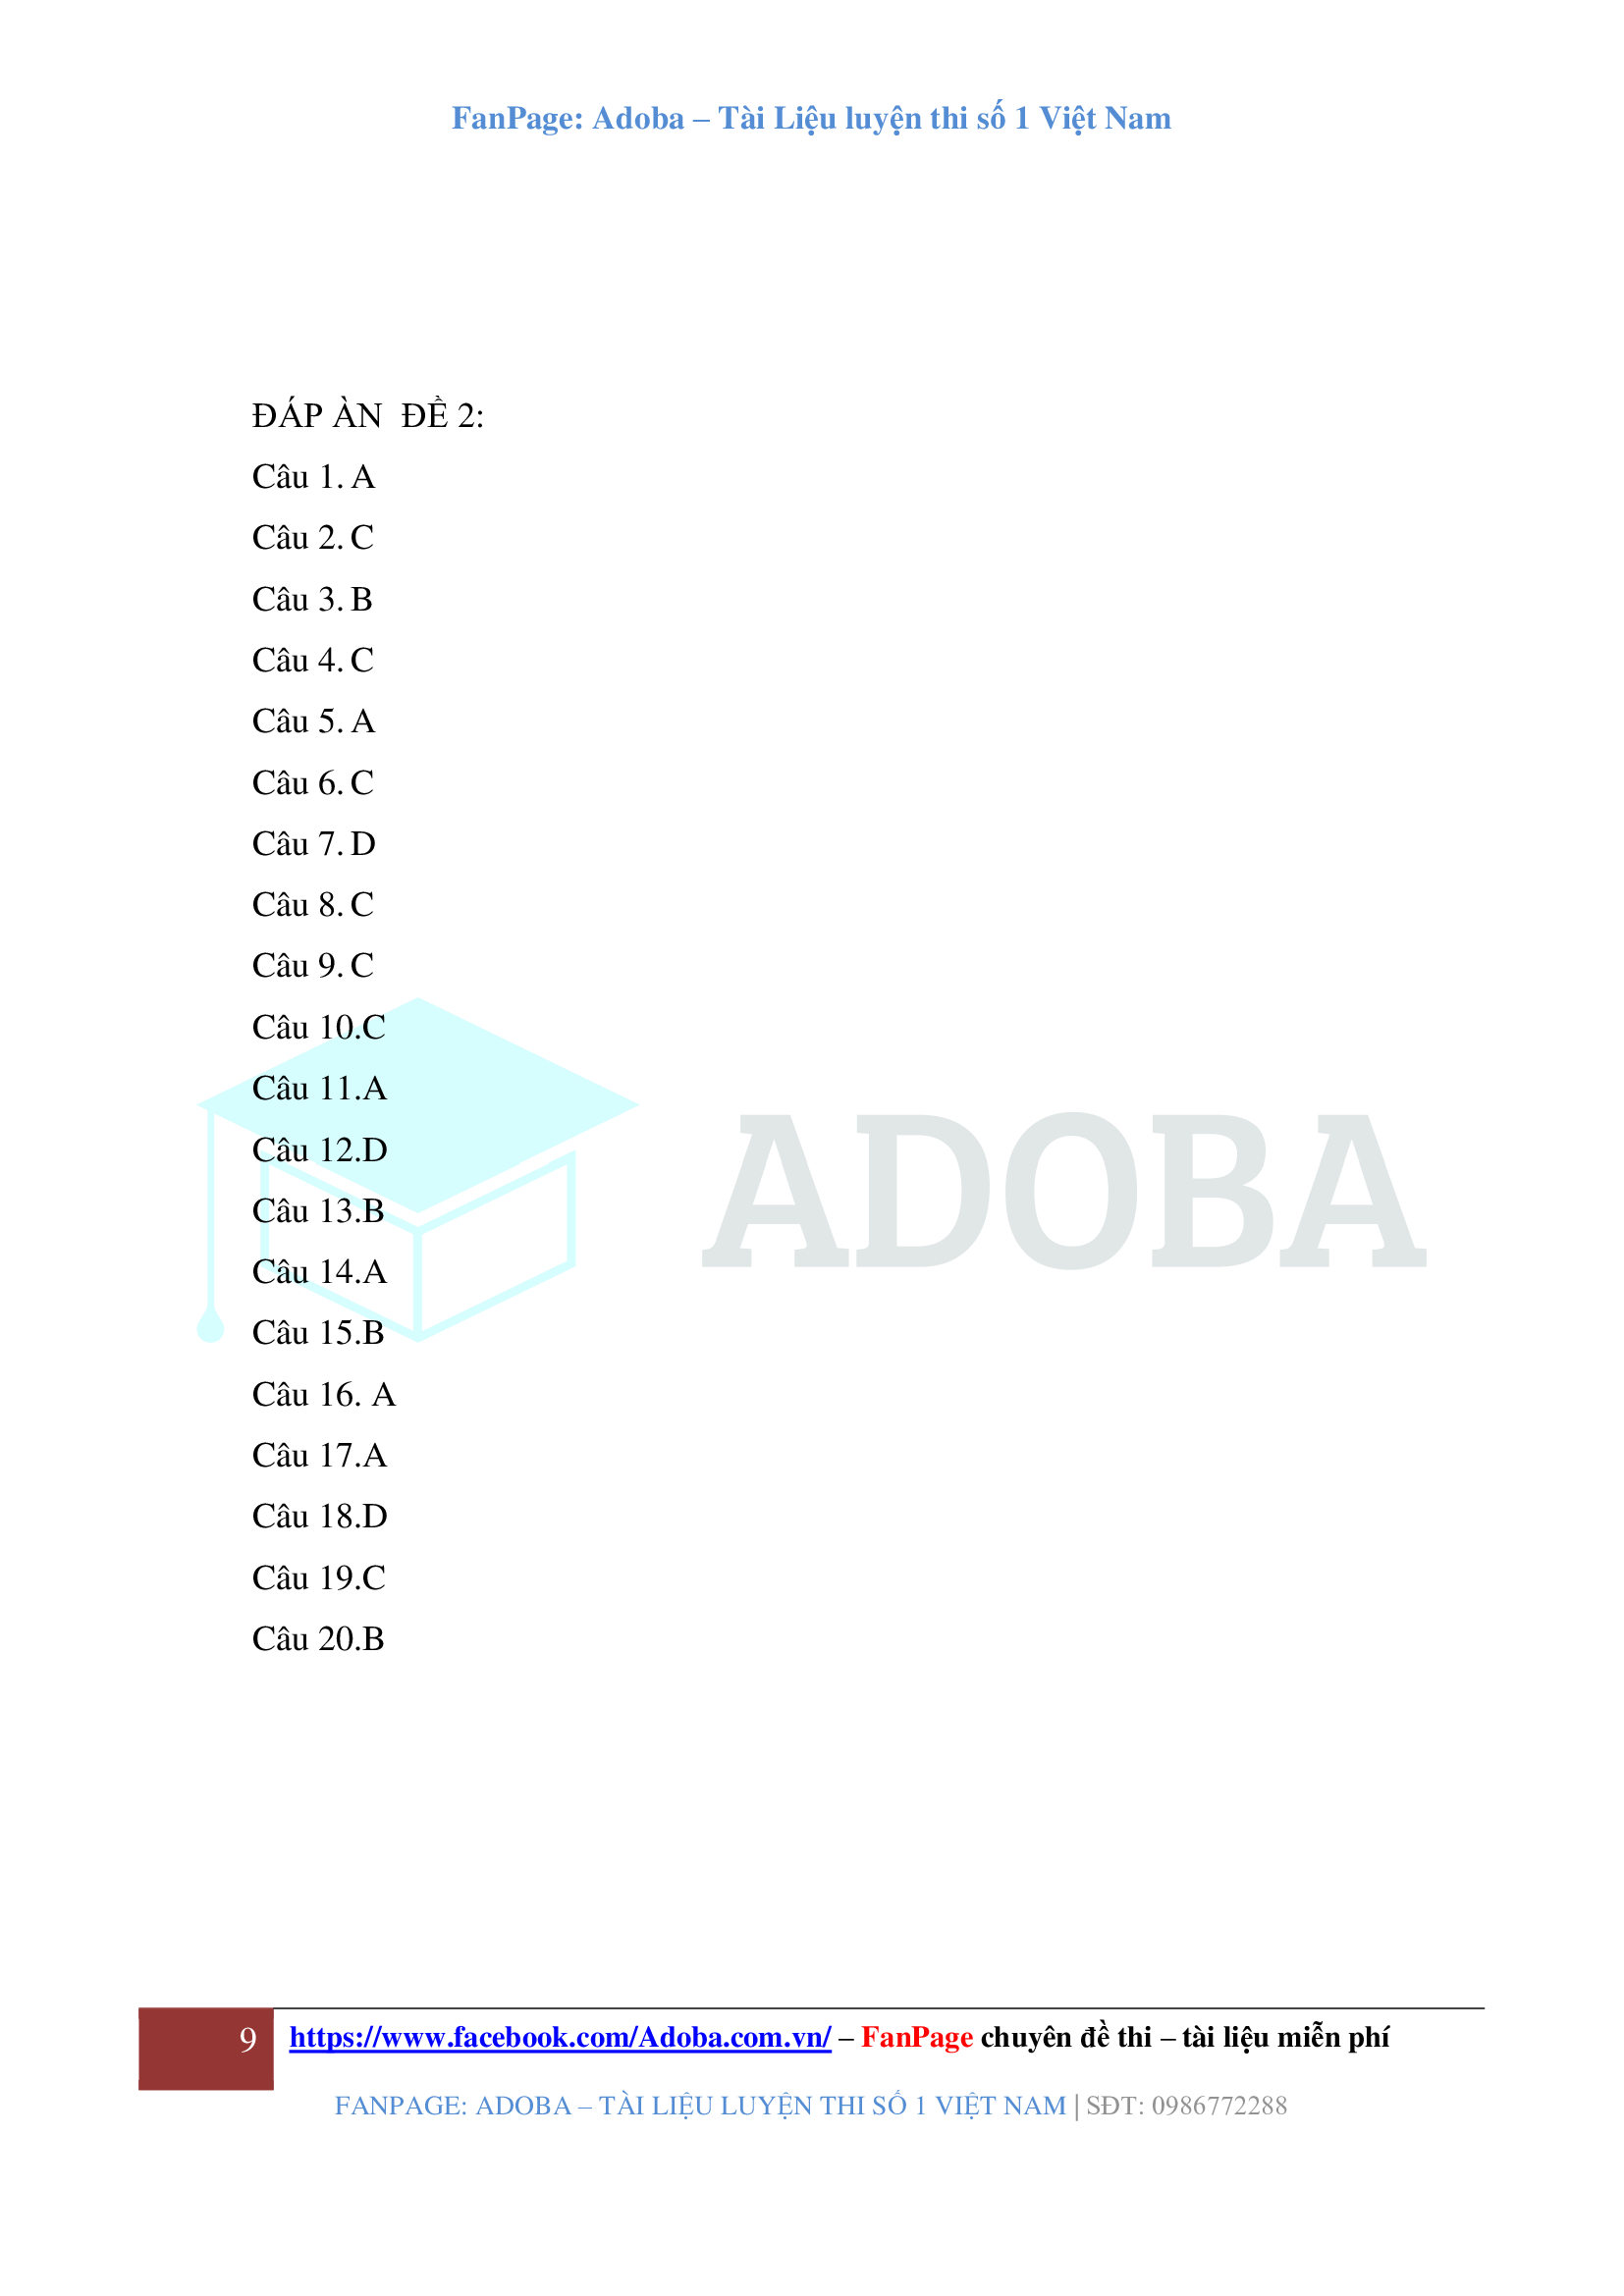 FanPage: Adoba – Tài Liệu luyện thi số 1 Việt Nam
ĐÁP ÀN  ĐỀ 2:
Câu 1. A
Câu 2. C
Câu 3. B
Câu 4. C
Câu 5. A
Câu 6. C
Câu 7. D
Câu 8. C
Câu 9. C
Câu 10.C
Câu 11.A
Câu 12.D
Câu 13.B
Câu 14.A
Câu 15.B
Câu 16. A
Câu 17.A
Câu 18.D
Câu 19.C
Câu 20.B
ADOBA
9 https://www.facebook.com/Adoba.com.vn/ – FanPage chuyên đề thi – tài liệu miễn phí
FANPAGE: ADOBA – TÀI LIỆU LUYỆN THI SỐ 1 VIỆT NAM | SĐT: 0986772288